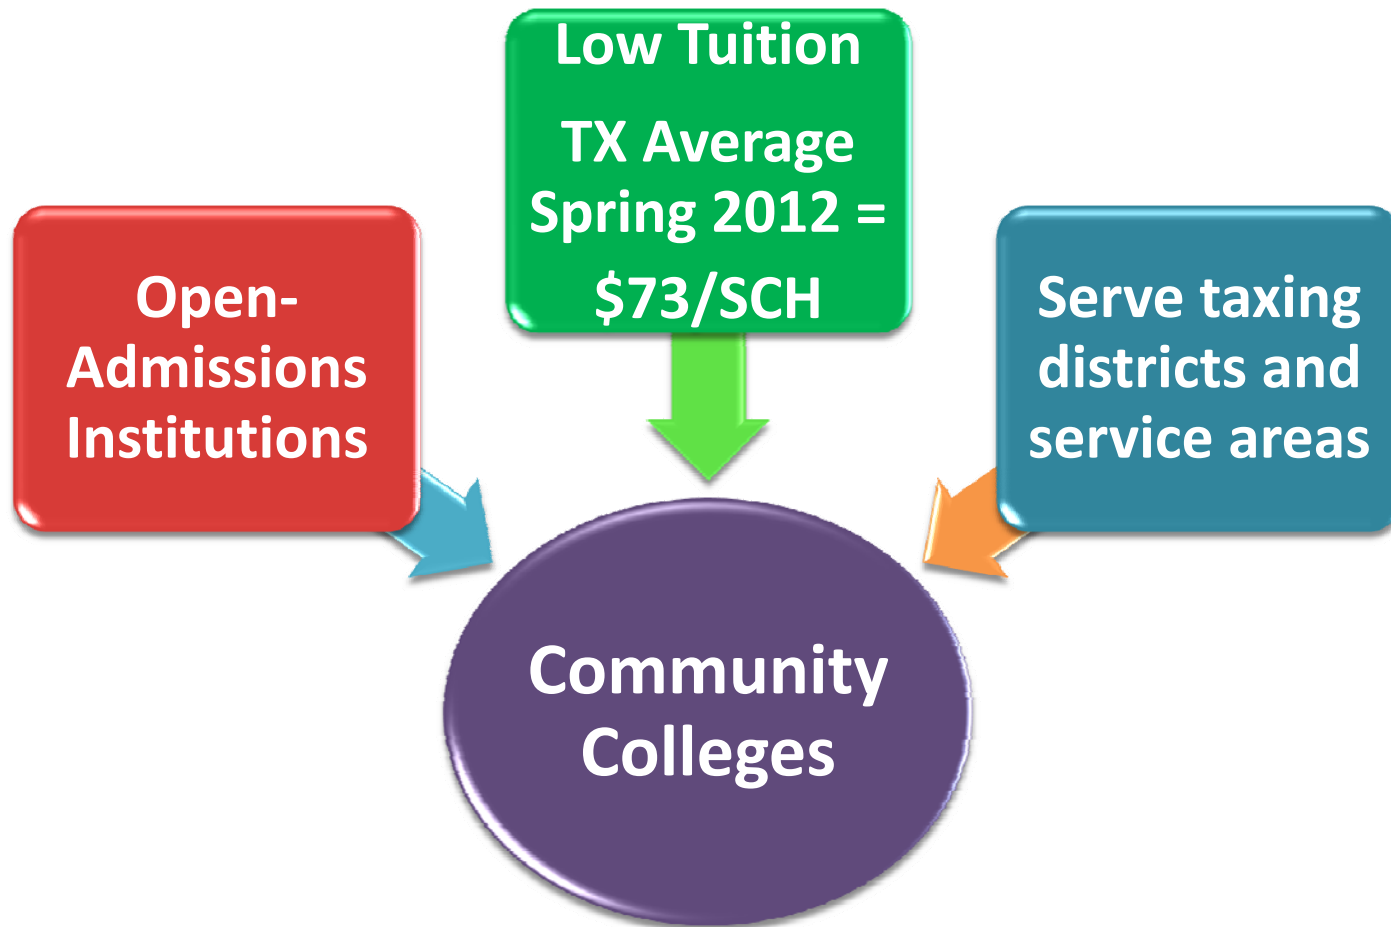 Low Tuition
TX Average
Spring 2012 =
$73/SCH
Open-
Admissions
Institutions
Serve taxing
districts and
service areas
Community
Colleges